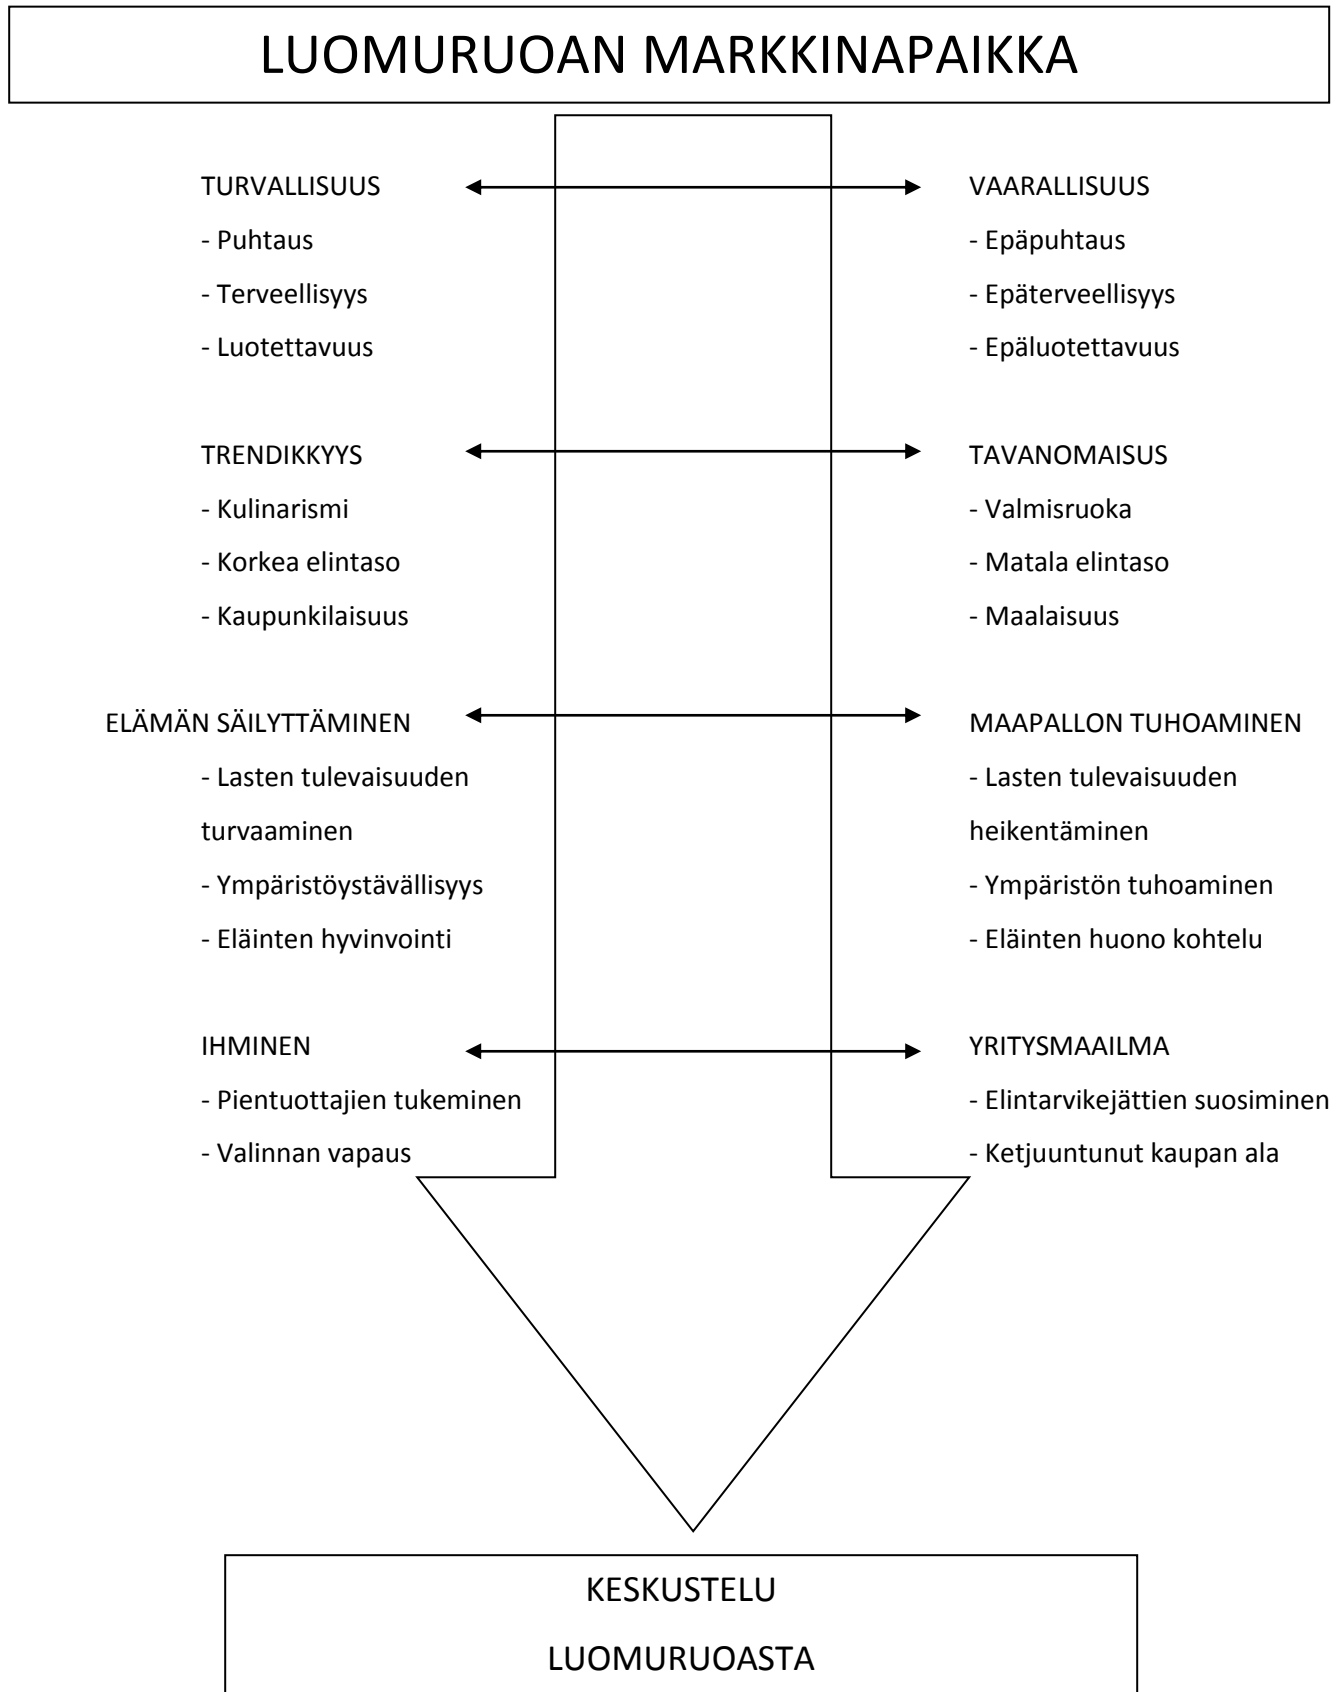 LUOMURUOAN MARKKINAPAIKKA
TURVALLISUUS
- Puhtaus
- Terveellisyys
- Luotettavuus
VAARALLISUUS
- Epäpuhtaus
- Epäterveellisyys
- Epäluotettavuus
TRENDIKKYYS
- Kulinarismi
- Korkea elintaso
- Kaupunkilaisuus
TAVANOMAISUS
- Valmisruoka
- Matala elintaso
- Maalaisuus
ELÄMÄN SÄILYTTÄMINEN
- Lasten tulevaisuuden
turvaaminen
- Ympäristöystävällisyys
- Eläinten hyvinvointi
MAAPALLON TUHOAMINEN
- Lasten tulevaisuuden
heikentäminen
- Ympäristön tuhoaminen
- Eläinten huono kohtelu
IHMINEN
- Pientuottajien tukeminen
- Valinnan vapaus
YRITYSMAAILMA
- Elintarvikejättien suosiminen
- Ketjuuntunut kaupan ala
KESKUSTELU
LUOMURUOASTA